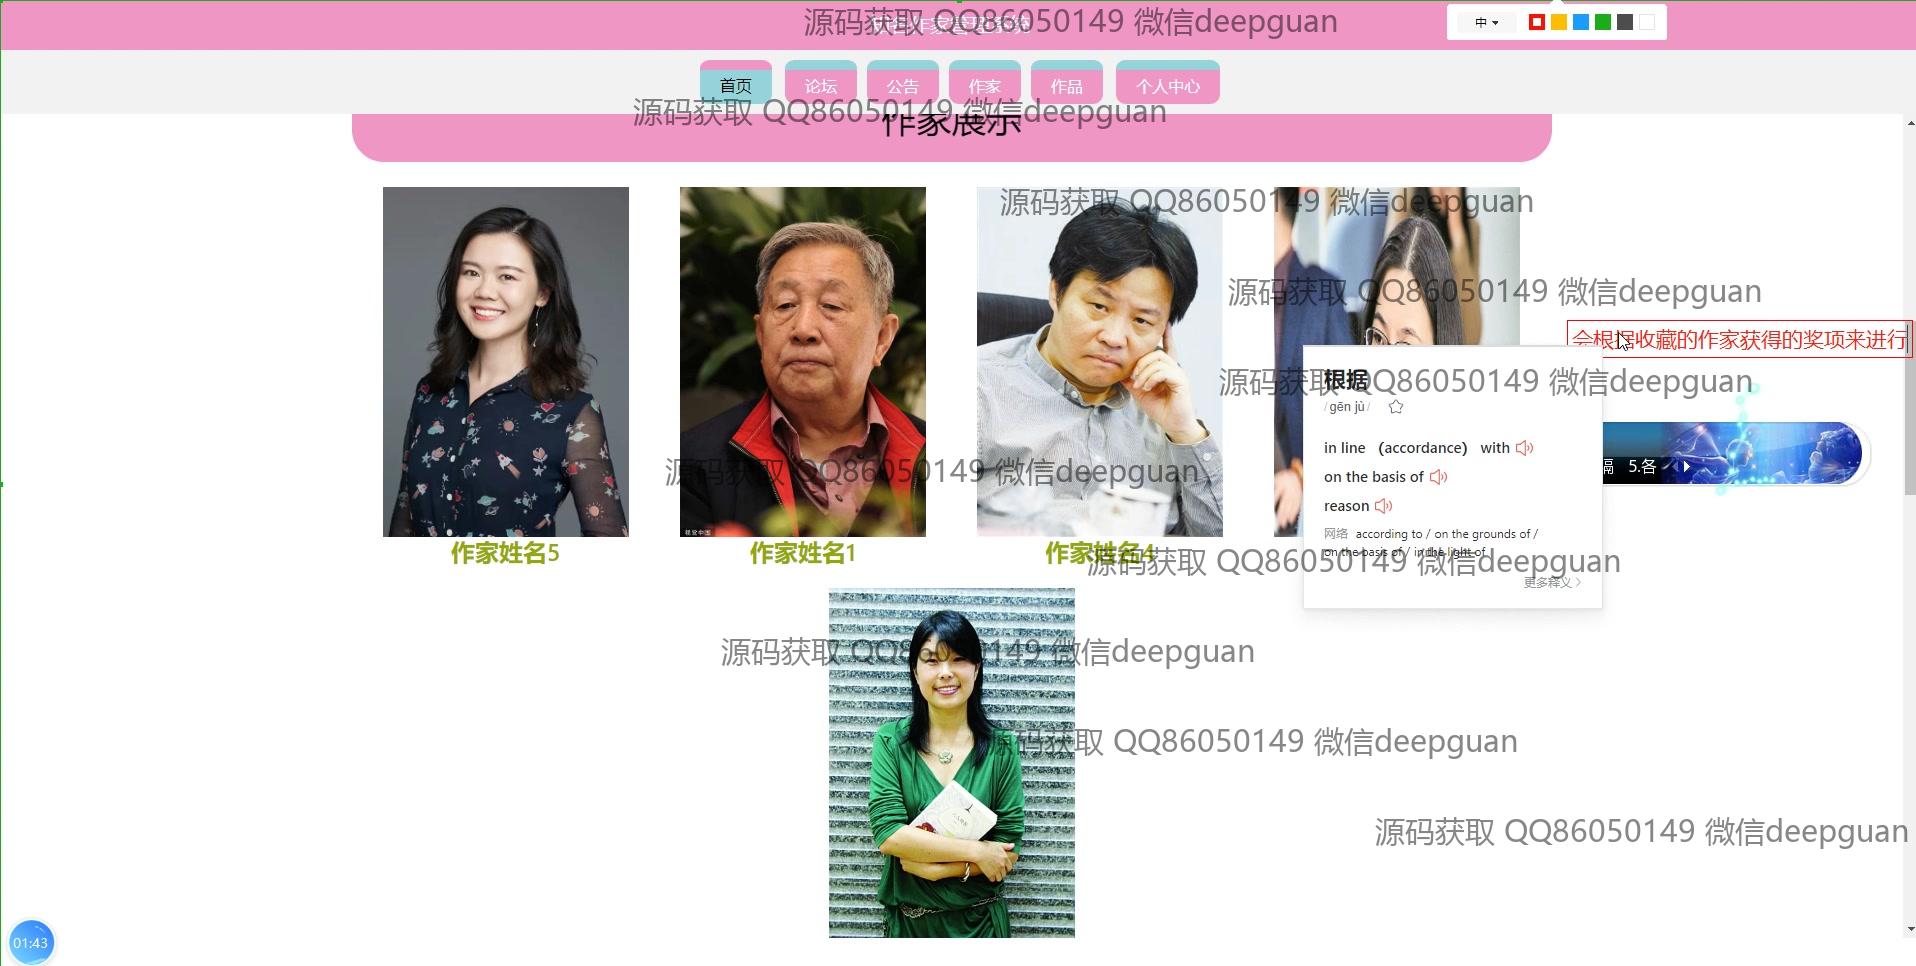 源码获取 QQ86050149 微信deepguan
中
首页 论坛 公告 作家 作品 个人中心
源码获取 QQ86050149 微信deepguan
作家展示
源码获取 QQ86050149 微信deepguan
源码获取 QQ86050149 微信deepguan
会根据收藏的作家获得的奖项来进行
源码获取 QQ86050149 微信deepguan
根据
/ gēn jù /
in line （accordance） with
源码获取 QQ86050149 微信deepguan
5.各
on the basis of
reason
网络 according to / on the grounds of /
on the basis of / in the light of
视觉中国
作家姓名5
作家姓名1
作家姓名4
源码获取 QQ86050149 微信deepguan
更多释义
源码获取 QQ86050149 微信deepguan
源码获取 QQ86050149 微信deepguan
源码获取 QQ86050149 微信deepguan
01:43